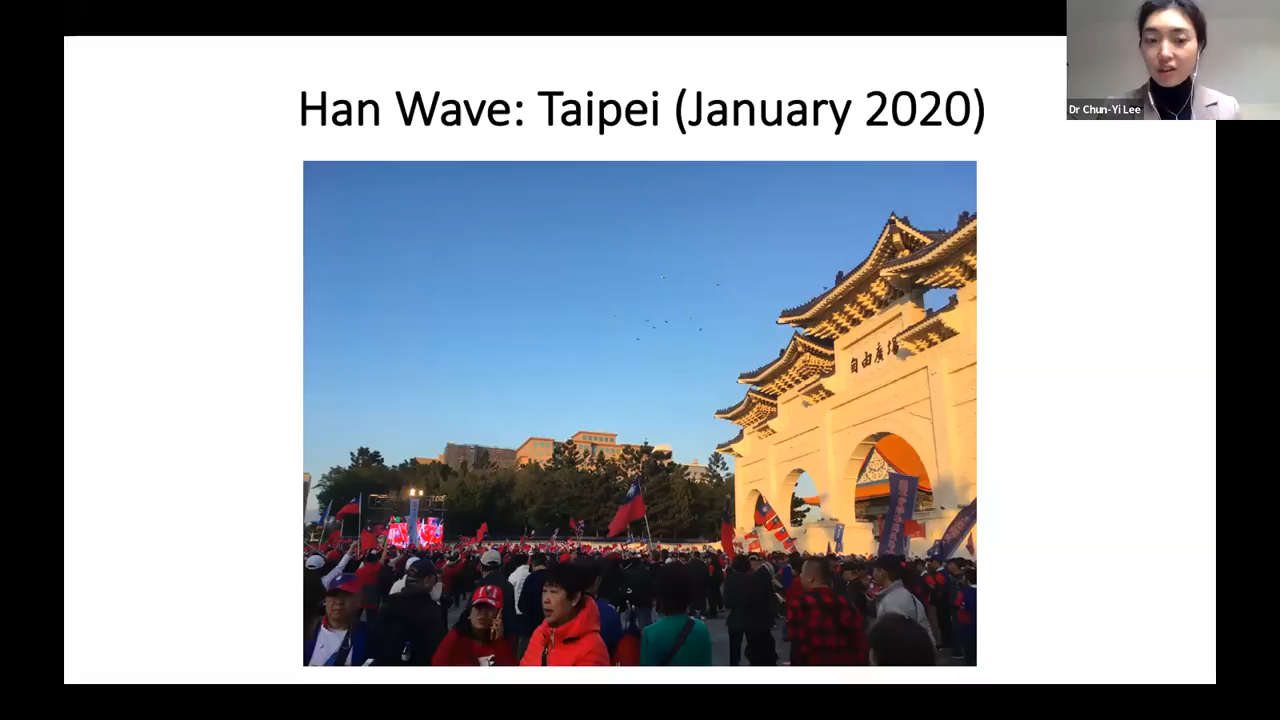 Han Wave: Taipei (January 2020)
Dr Chun-Yi Lee
自由廣場